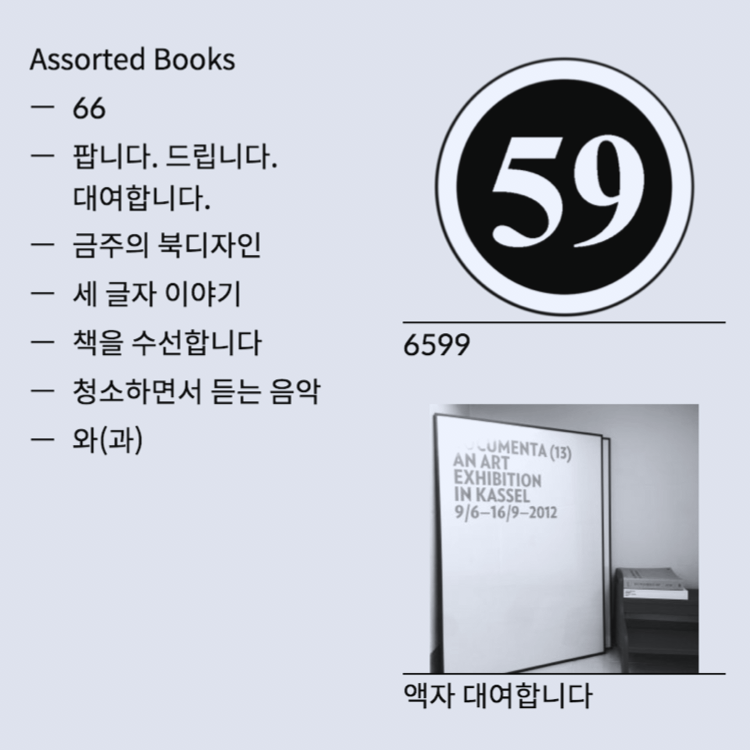 Assorted Books
— 66
— 팝니다. 드립니다.
대여합니다.
— 금주의 북디자인
— 세 글자 이야기
— 책을 수선합니다
— 청소하면서 듣는 음악
— 와(과)
59
6599
DOCUMENTA (13)
AN ART
EXHIBITION
IN KASSEL
9/6–16/9–2012
액자 대여합니다